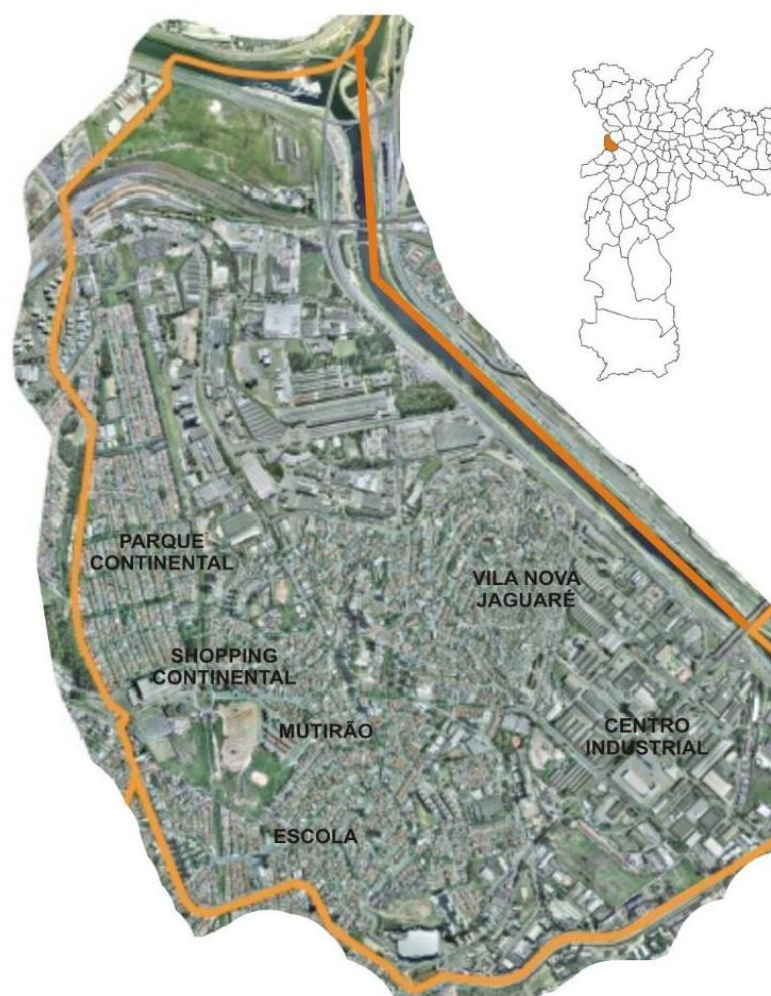 PARQUE
CONTINENTAL
VILA NOVA
JAGUARÉ
SHOPPING
CONTINENTAL
MUTIRÃO
CENTRO
INDUSTRIAL
ESCOLA